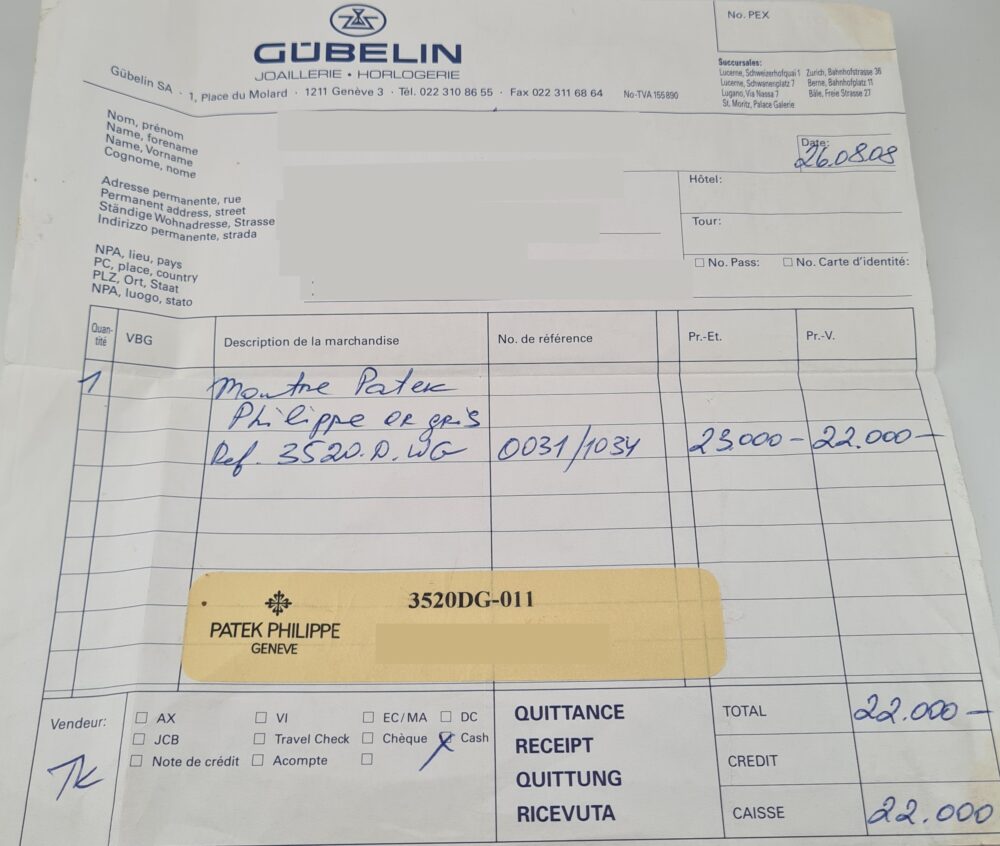 No. PEX
GÜBELIN
JOAILLERIE • HORLOGERIE
Gübelin SA · 1, Place du Molard · 1211 Genève 3 · Tél. 022 310 86 55 · Fax 022 311 68 64 No-TVA 155 890
Succursales:
Lucerne, Schweizerhofquai 1 Zurich, Bahnhofstrasse 36
Lucerne, Schwanenplatz 7 Berne, Bahnhofplatz 11
Lugano, Via Nassa 7 Bâle, Freie Strasse 27
St. Moritz, Palace Galerie
Nom, prénom
Name, forename
Name, Vorname
Cognome, nome
Date:
26.08.08
Adresse permanente, rue
Permanent address, street
Ständige Wohnadresse, Strasse
Indirizzo permanente, strada
Hôtel:
Tour:
NPA, lieu, pays
PC, place, country
PLZ, Ort, Staat
NPA, luogo, stato
No. Pass: No. Carte d'identité:
Quan-
tité
VBG
Description de la marchandise
No. de référence
Pr.-Et.
Pr.-V.
1 Montre Patek
Philippe or gris
Ref. 3520.D.WG 0031/1034 23.000 – 22.000 –
PATEK PHILIPPE
GENEVE
3520DG-011
Vendeur:
TK
AX VI EC/MA DC
JCB Travel Check Chèque Cash
Note de crédit Acompte
QUITTANCE
RECEIPT
QUITTUNG
RICEVUTA
TOTAL 22.000 –
CREDIT
CAISSE 22.000